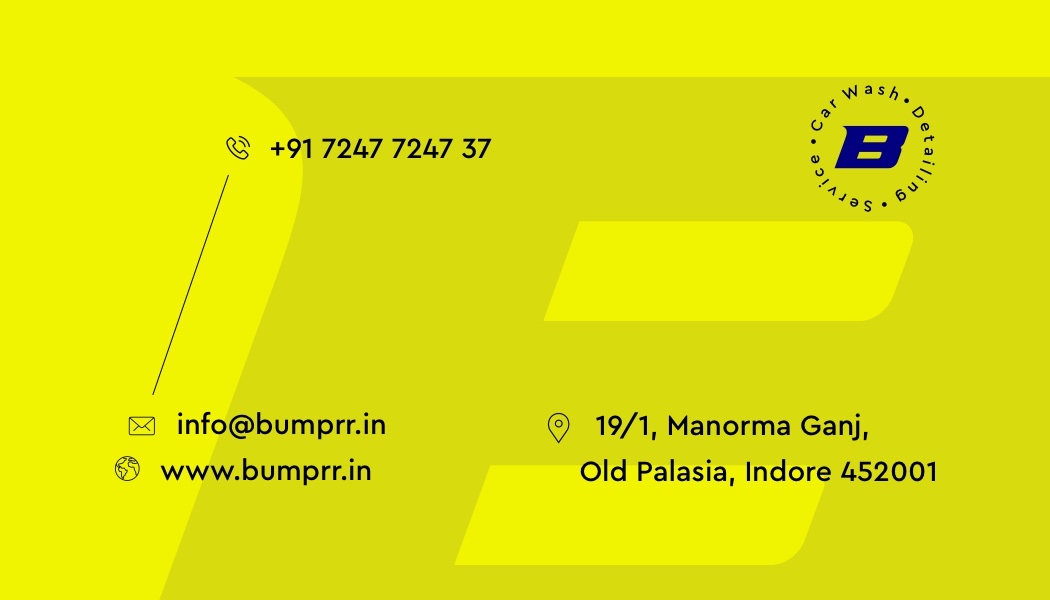 +91 7247 7247 37
Car Wash • Detailing • Service •
B
info@bumprr.in
www.bumprr.in
19/1, Manorma Ganj,
Old Palasia, Indore 452001